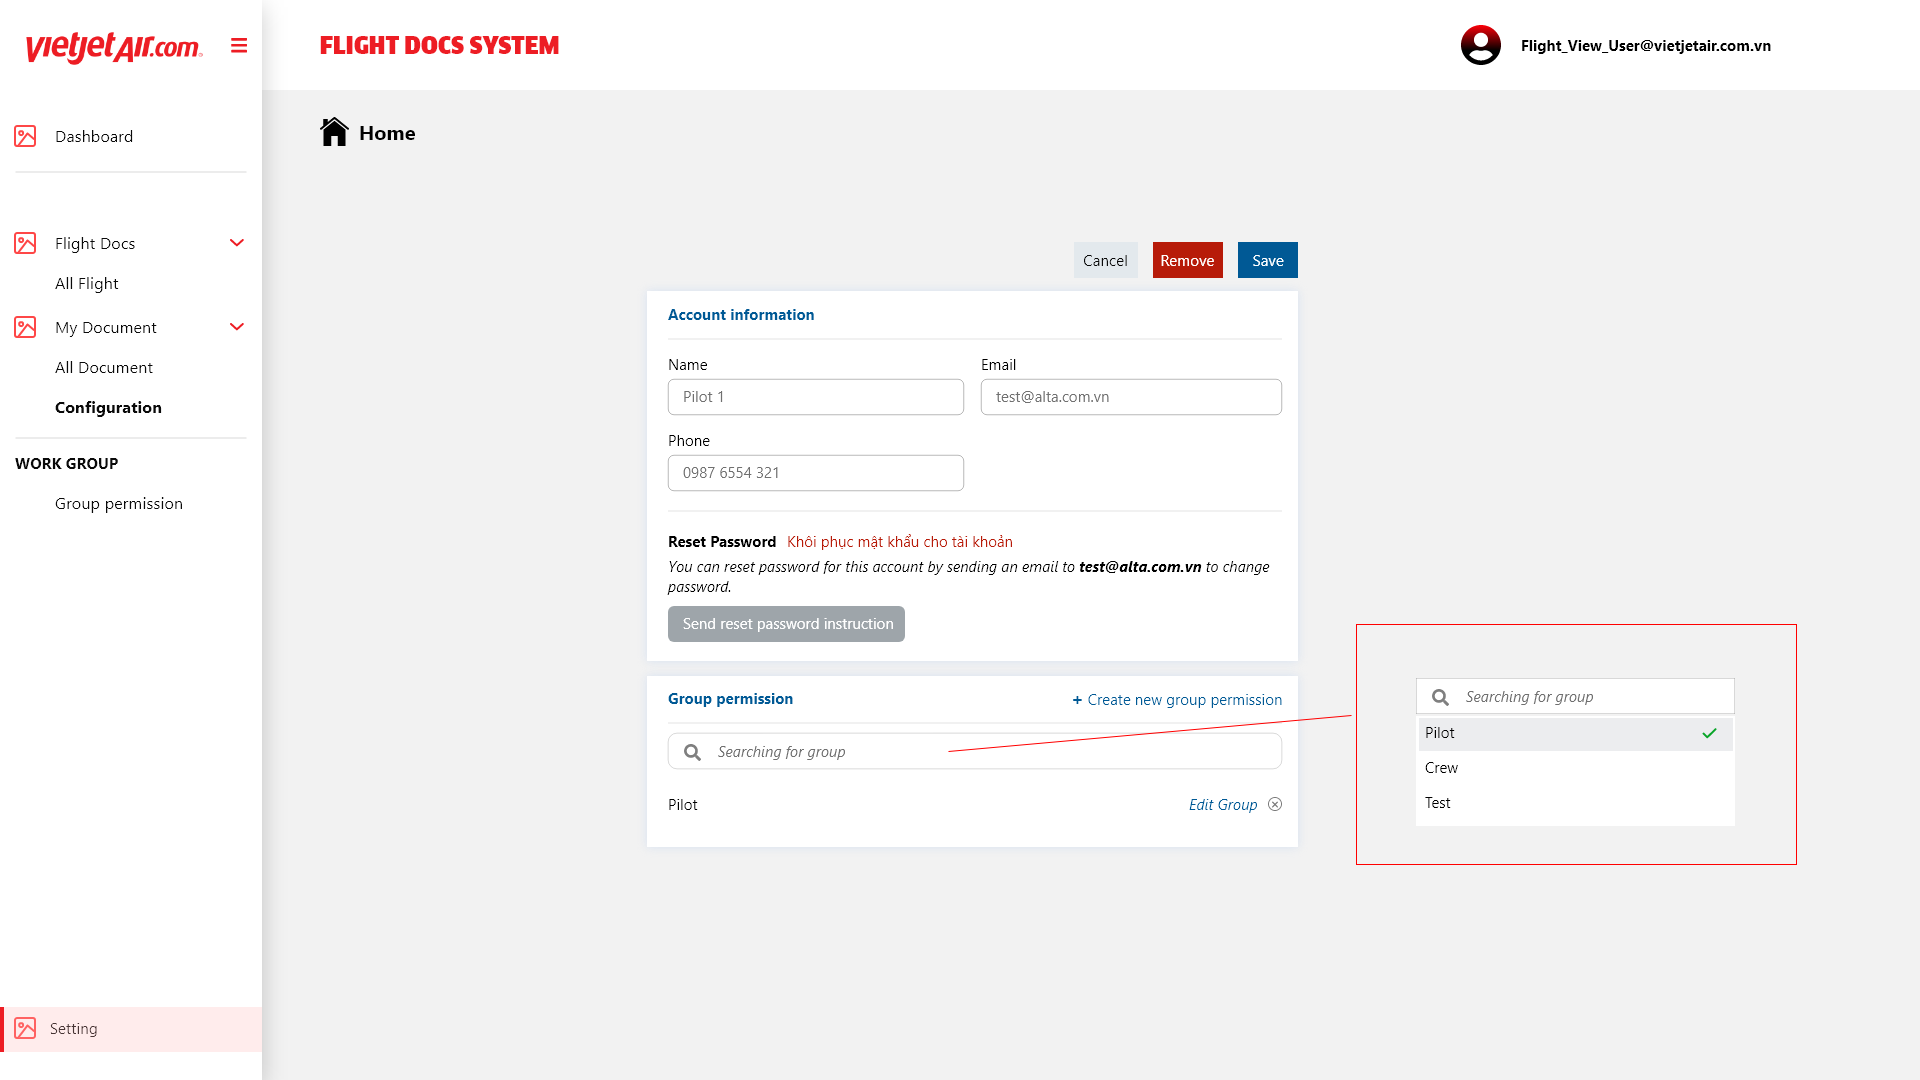 vietjetAir.com
FLIGHT DOCS SYSTEM
Flight_View_User@vietjetair.com.vn
Dashboard
Flight Docs
All Flight
My Document
All Document
Configuration
WORK GROUP
Group permission
Setting
Home
Cancel
Remove
Save
Account information
Name
Email
Pilot 1
test@alta.com.vn
Phone
0987 6554 321
Reset Password Khôi phục mật khẩu cho tài khoản
You can reset password for this account by sending an email to test@alta.com.vn to change
password.
Send reset password instruction
Group permission
+ Create new group permission
Searching for group
Pilot
Edit Group
Searching for group
Pilot
Crew
Test